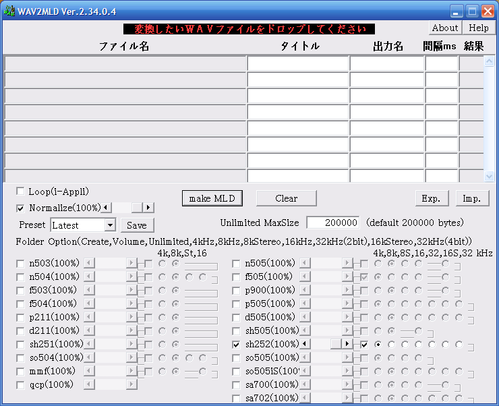 WAV2MLD Ver.2.34.0.4
変換したいWAVファイルをドロップしてください
About Help
ファイル名 タイトル 出力名 間隔ms 結果
Loop(i-Appli)
Normalize(100%)
make MLD Clear Exp. Imp.
Preset Latest Save Unlimited MaxSize 200000 (default 200000 bytes)
Folder Option(Create,Volume,Unlimited,4kHz,8kHz,8kStereo,16kHz,32kHz(2bit),16kStereo,32kHz(4bit))
4k,8k,St,16 4k,8k,8S,16,32,16S,32 kHz
n503(100%) n505(100%)
n504(100%) f505(100%)
f503(100%) p900(100%)
f504(100%) p505(100%)
p211(100%) d505(100%)
d211(100%) sh505(100%)
sh251(100%) sh252(100%)
so504(100%) so505(100%)
mmf(100%) so505iS(100%)
qcp(100%) sa700(100%)
sa702(100%)